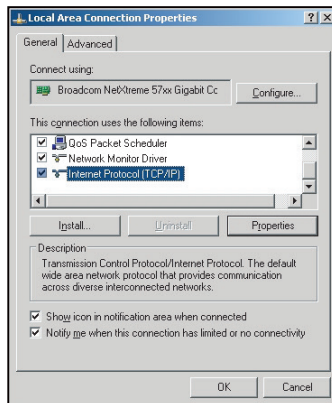 Local Area Connection Properties
General Advanced
Connect using:
Broadcom NetXtreme 57xx Gigabit Cc
Configure...
This connection uses the following items:
QoS Packet Scheduler
Network Monitor Driver
Internet Protocol (TCP/IP)
Install... Uninstall Properties
Description
Transmission Control Protocol/Internet Protocol. The default
wide area network protocol that provides communication
across diverse interconnected networks.
Show icon in notification area when connected
Notify me when this connection has limited or no connectivity
OK Cancel